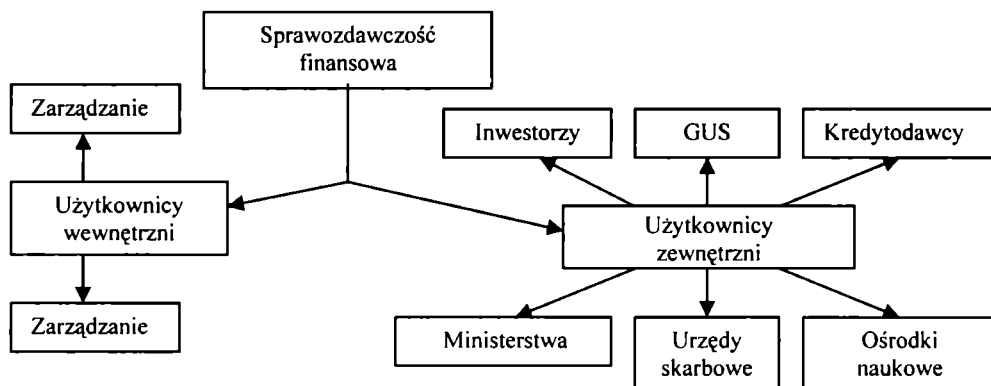 Sprawozdawczość
finansowa
Zarządzanie
Inwestorzy
GUS
Kredytodawcy
Użytkownicy
wewnętrzni
Użytkownicy
zewnętrzni
Zarządzanie
Ministerstwa
Urzędy
skarbowe
Ośrodki
naukowe